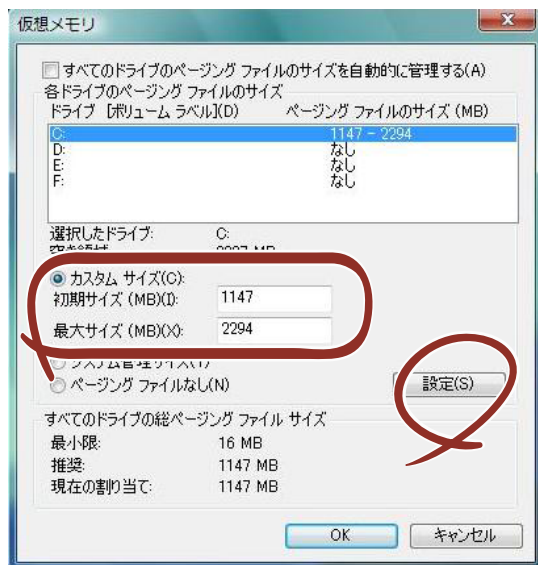 仮想メモリ
すべてのドライブのページング ファイルのサイズを自動的に管理する(A)
各ドライブのページング ファイルのサイズ
ドライブ [ボリューム ラベル](D) ページング ファイルのサイズ (MB)
C: 1147 - 2294
D: なし
E: なし
F: なし
選択したドライブ: C:
カスタム サイズ(C):
初期サイズ (MB)(I): 1147
最大サイズ (MB)(X): 2294
ページング ファイルなし(N) 設定(S)
すべてのドライブの総ページング ファイル サイズ
最小限: 16 MB
推奨: 1147 MB
現在の割り当て: 1147 MB
OK キャンセル